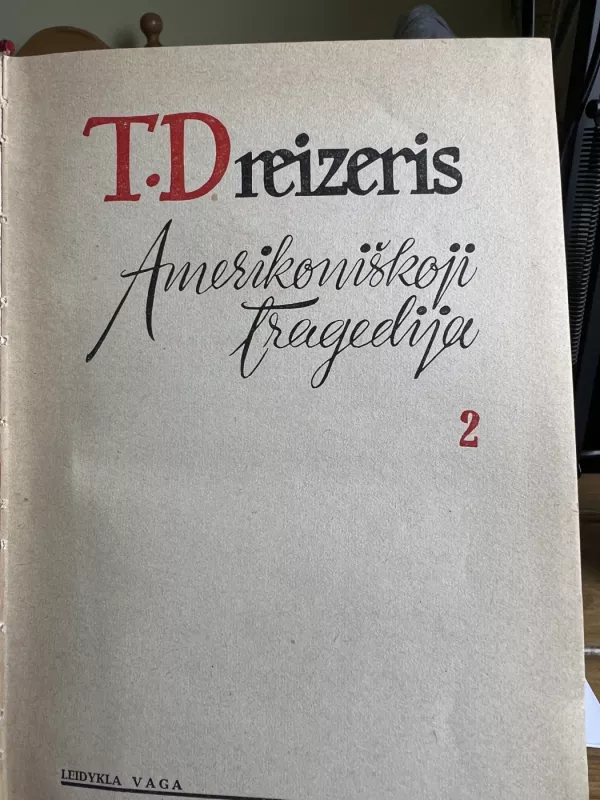 T. Dreizeris
Amerikoniškoji
tragedija
2
LEIDYKLA VAGA